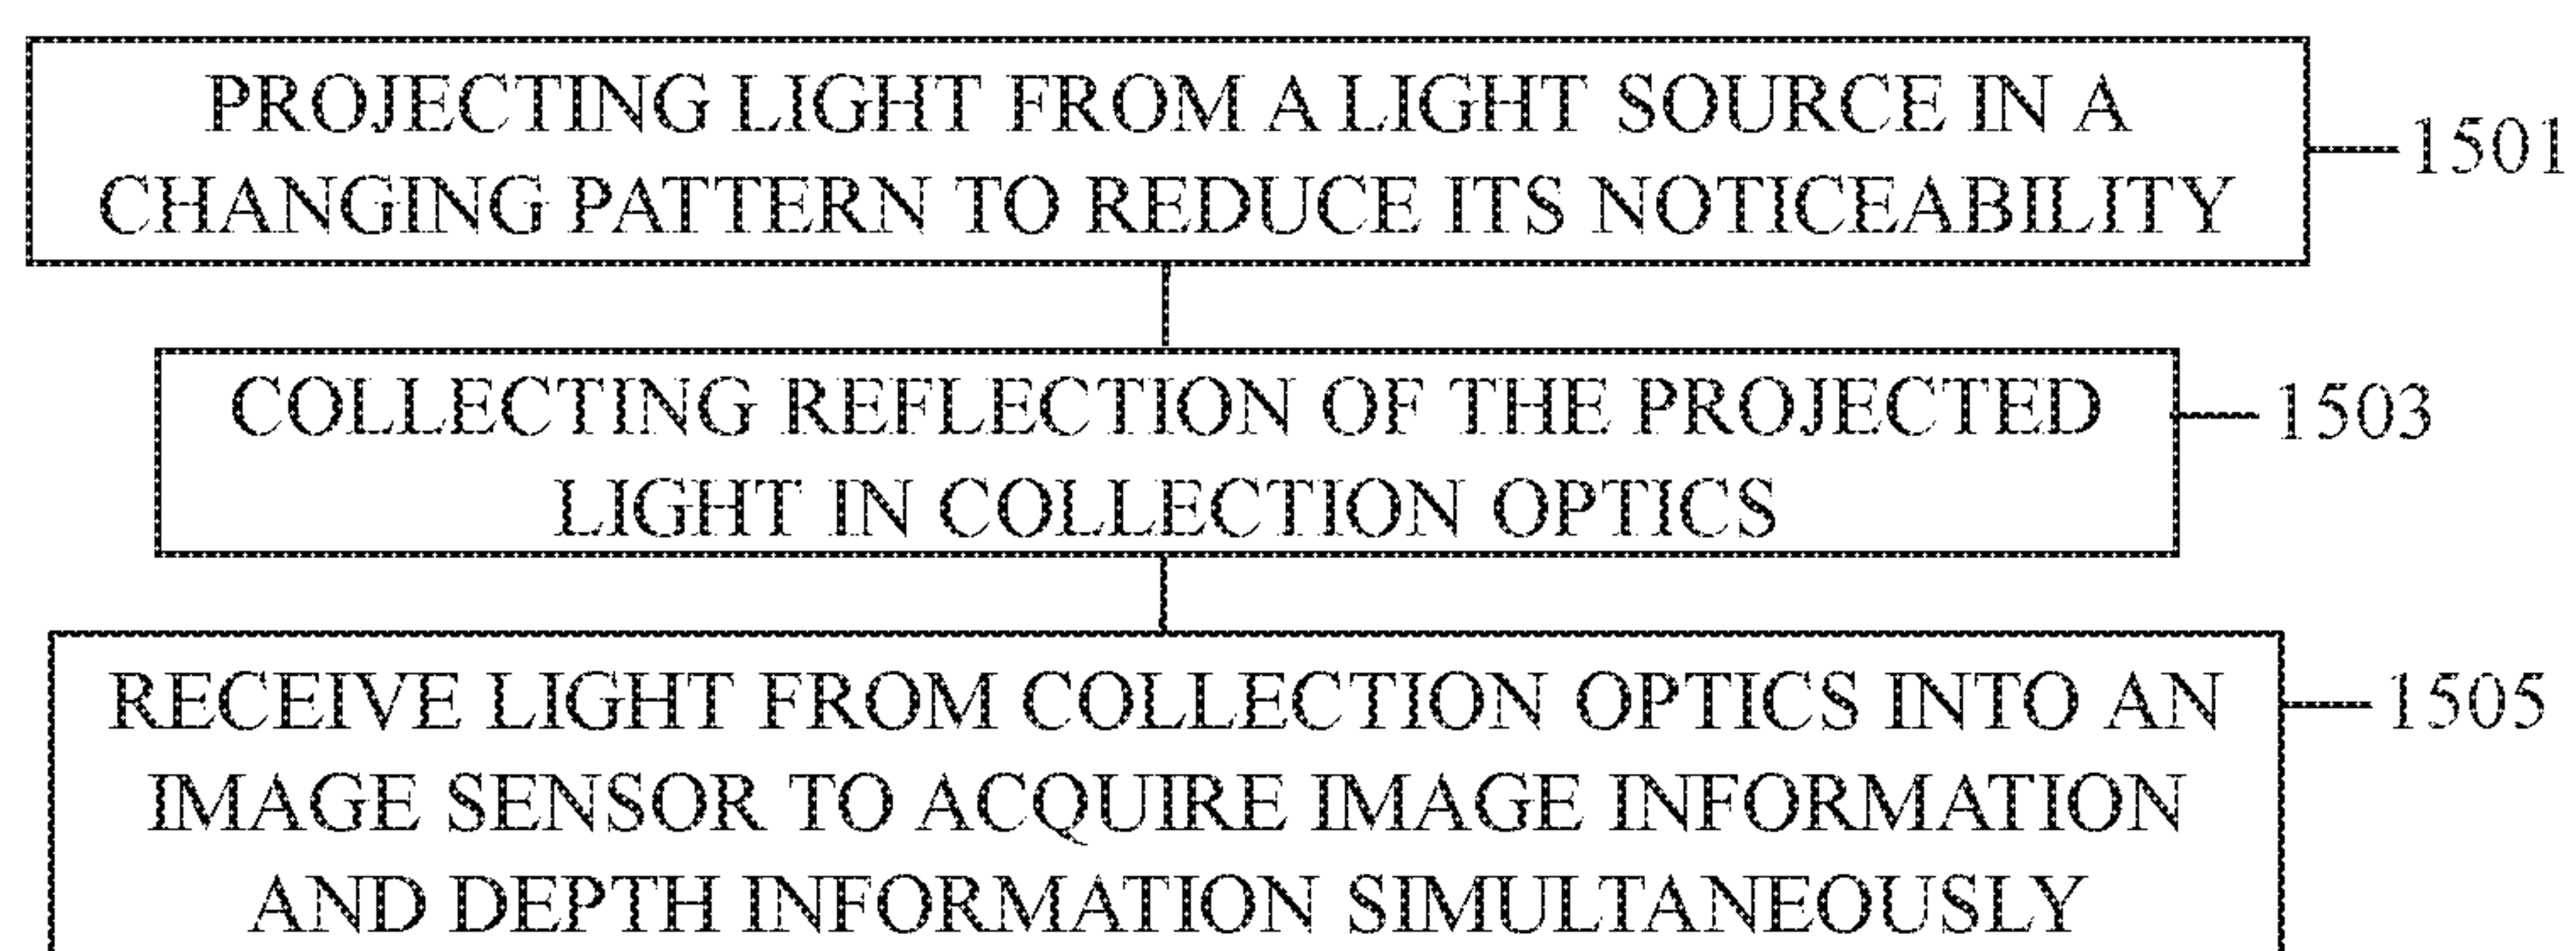 PROJECTING LIGHT FROM A LIGHT SOURCE IN A
CHANGING PATTERN TO REDUCE ITS NOTICEABILITY
1501
COLLECTING REFLECTION OF THE PROJECTED
LIGHT IN COLLECTION OPTICS
1503
RECEIVE LIGHT FROM COLLECTION OPTICS INTO AN
IMAGE SENSOR TO ACQUIRE IMAGE INFORMATION
AND DEPTH INFORMATION SIMULTANEOUSLY
1505